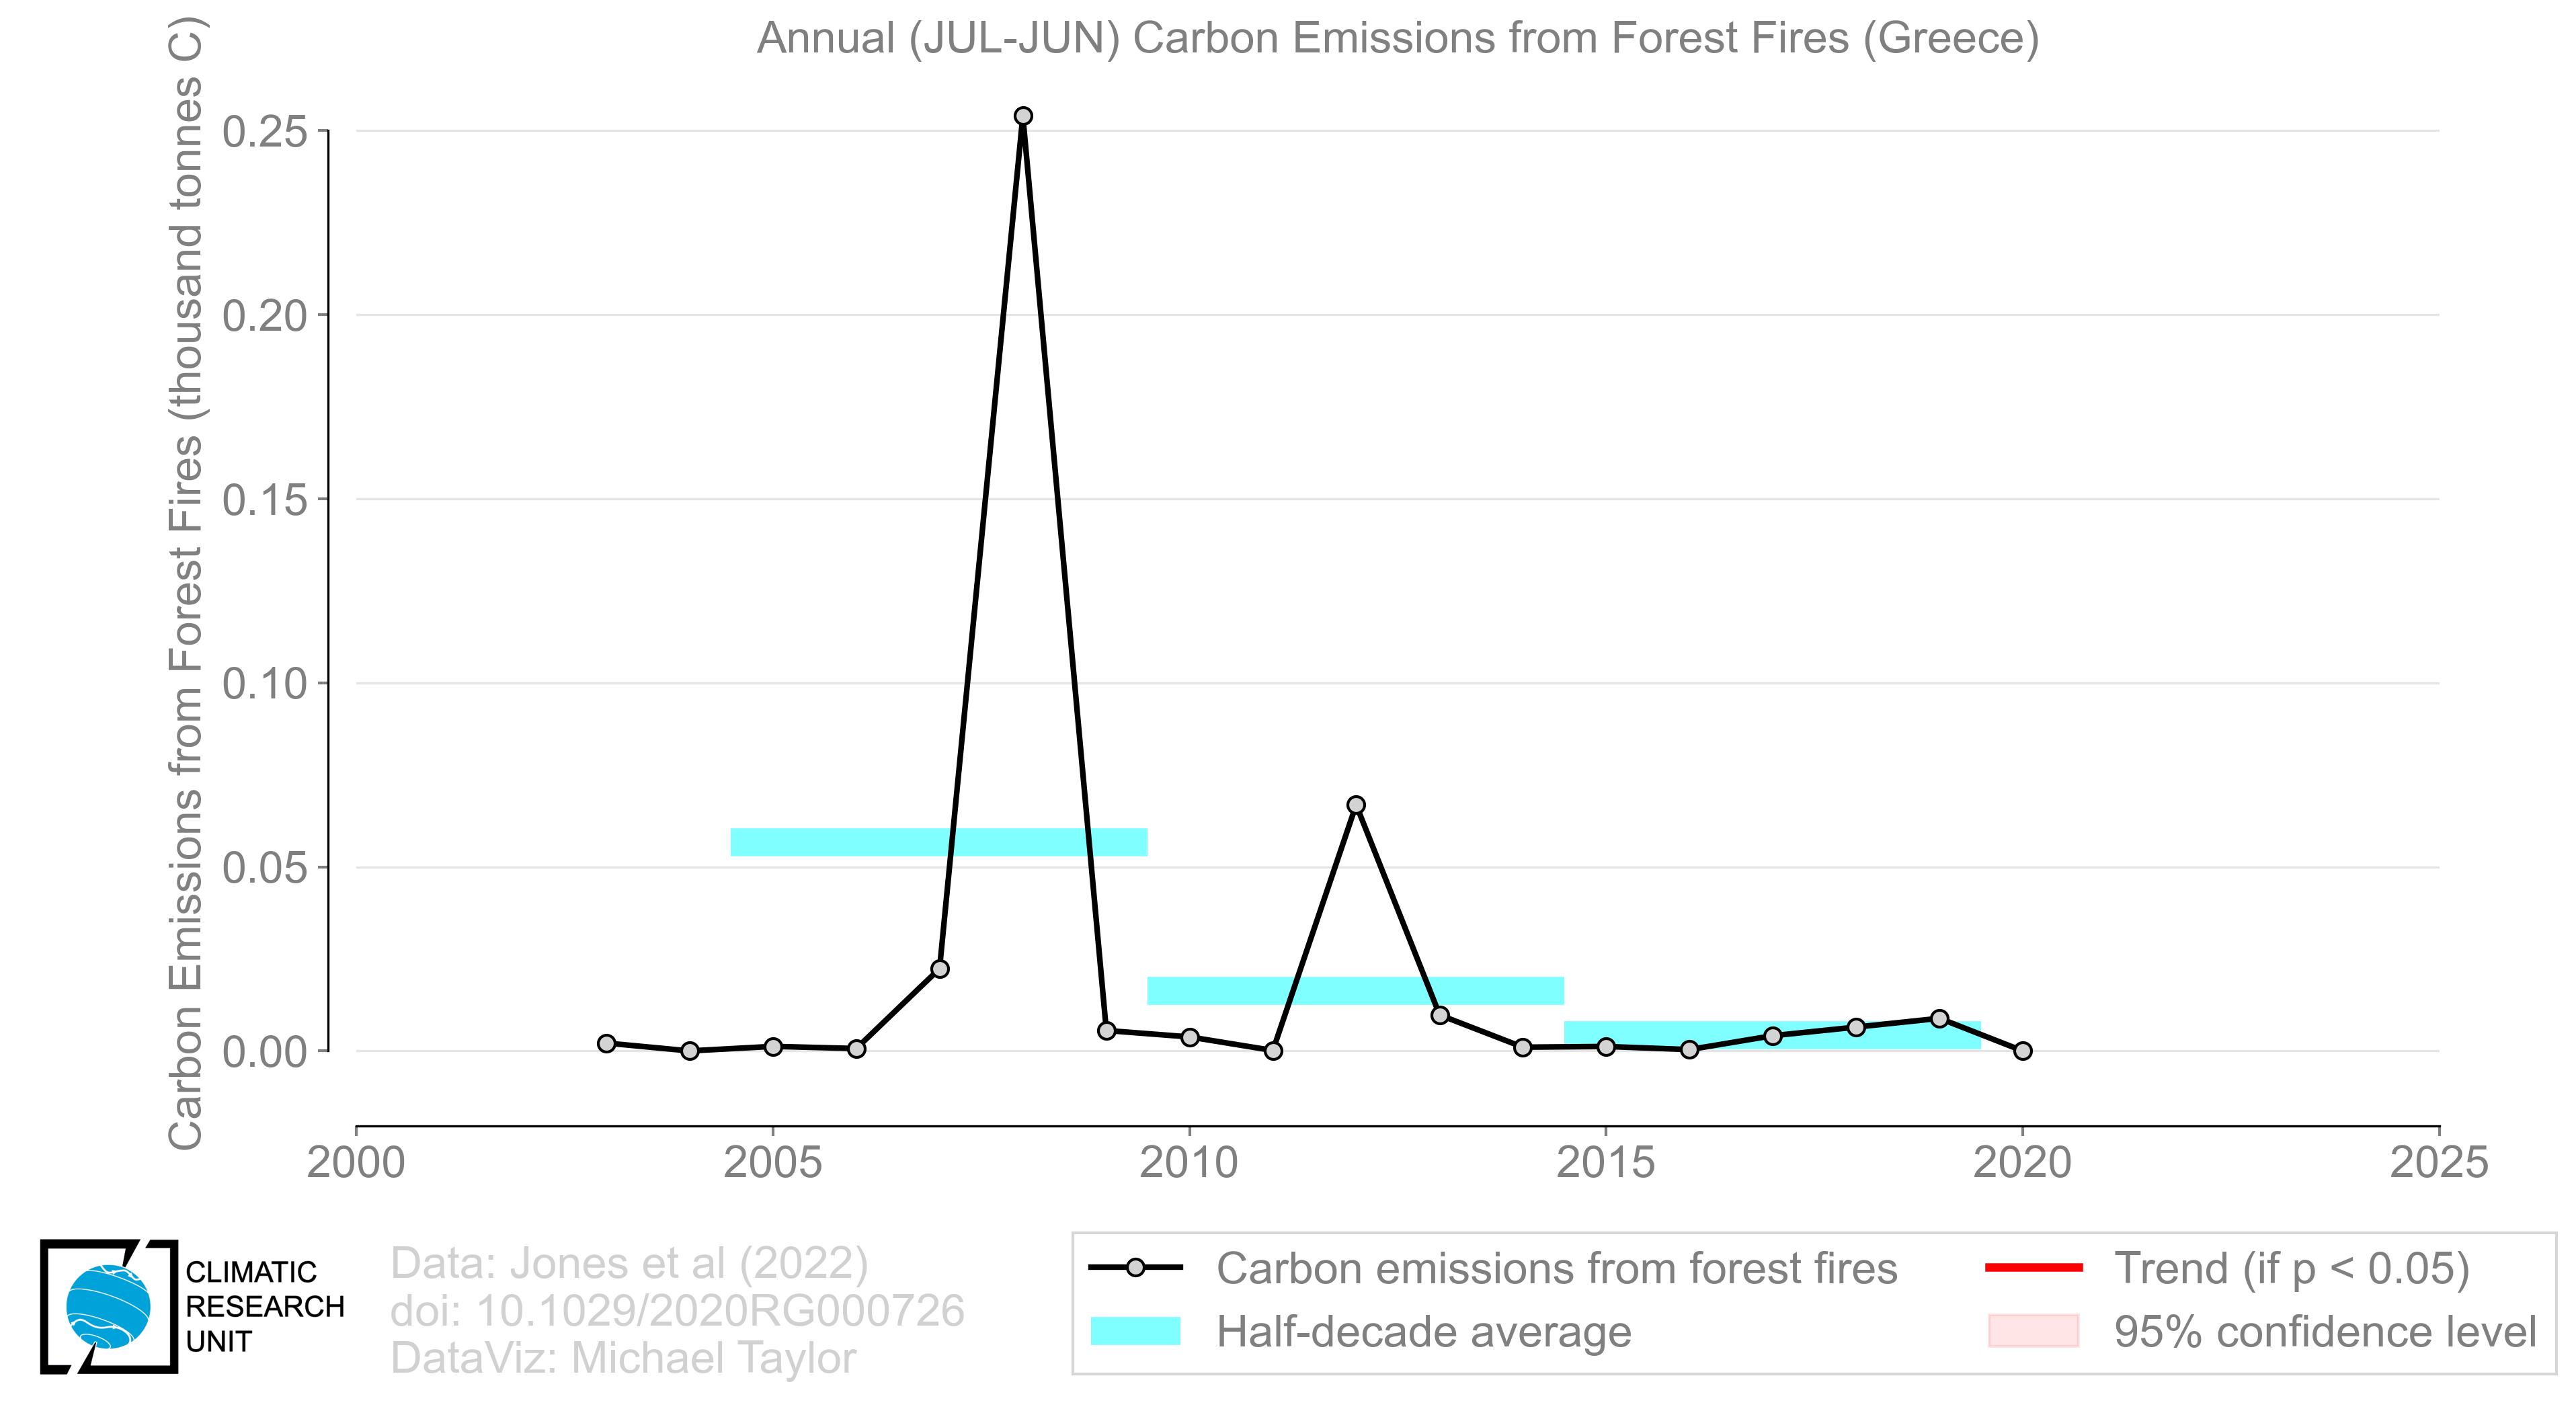 Annual (JUL-JUN) Carbon Emissions from Forest Fires (Greece)
Carbon Emissions from Forest Fires (thousand tonnes C)
0.25
0.20
0.15
0.10
0.05
0.00
2000 2005 2010 2015 2020 2025
CLIMATIC
RESEARCH
UNIT
Data: Jones et al (2022)
doi: 10.1029/2020RG000726
DataViz: Michael Taylor
Carbon emissions from forest fires
Half-decade average
Trend (if p < 0.05)
95% confidence level